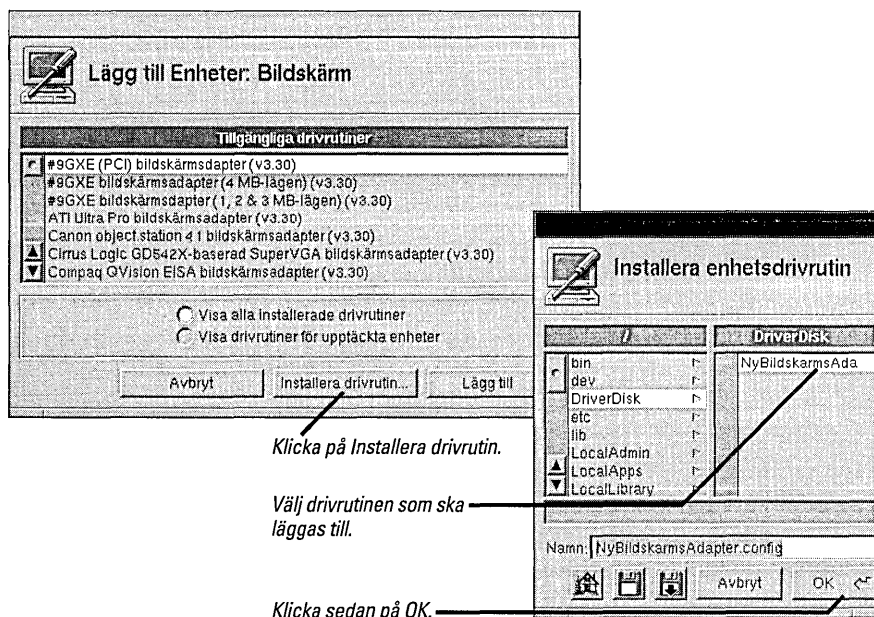 Lägg till Enheter: Bildskärm
Tillgängliga drivrutiner
#9GXE (PCI) bildskärmsdapter (v3.30)
#9GXE bildskärmsadapter (4 MB-lägen) (v3.30)
#9GXE bildskärmsdapter (1, 2 & 3 MB-lägen) (v3.30)
ATI Ultra Pro bildskärmsadapter (v3.30)
Canon object.station 41 bildskärmsadapter (v3.30)
Cirrus Logic GD542X-baserad SuperVGA bildskärmsadapter (v3.30)
Compaq QVision EISA bildskärmsadapter (v3.30)
Visa alla installerade drivrutiner
Visa drivrutiner för upptäckta enheter
Avbryt
Installera drivrutin...
Lägg till
Klicka på Installera drivrutin.
Välj drivrutinen som ska
läggas till.
Klicka sedan på OK.
Installera enhetsdrivrutin
/
DriverDisk
bin
dev
DriverDisk
etc
lib
LocalAdmin
LocalApps
LocalLibrary
NyBildskarmsAda
Namn: NyBildskarmsAdapter.config
Avbryt
OK